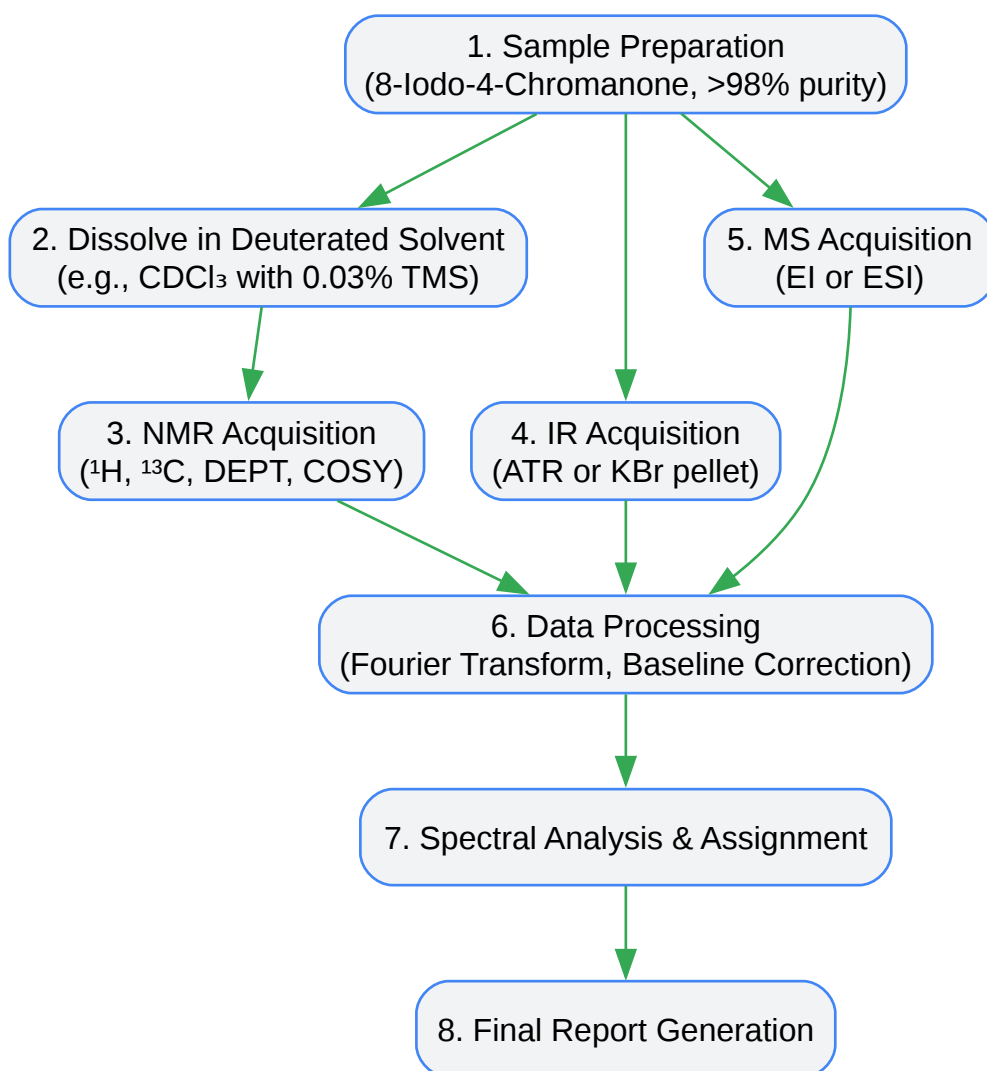 1. Sample Preparation
(8-Iodo-4-Chromanone, >98% purity)
2. Dissolve in Deuterated Solvent
(e.g., CDCl₃ with 0.03% TMS)
5. MS Acquisition
(EI or ESI)
3. NMR Acquisition
(¹H, ¹³C, DEPT, COSY)
4. IR Acquisition
(ATR or KBr pellet)
6. Data Processing
(Fourier Transform, Baseline Correction)
7. Spectral Analysis & Assignment
8. Final Report Generation